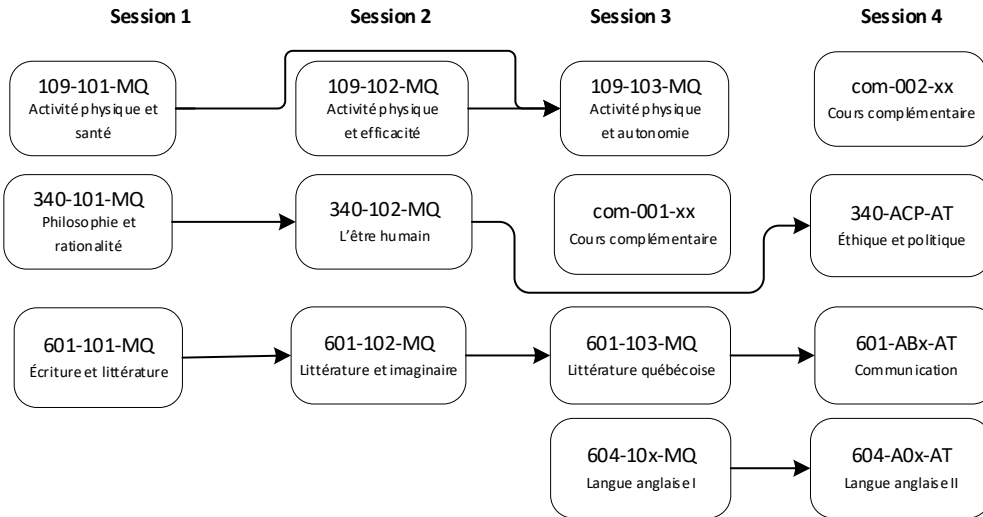 Session 1 Session 2 Session 3 Session 4
109-101-MQ
Activité physique et
santé
109-102-MQ
Activité physique
et efficacité
109-103-MQ
Activité physique
et autonomie
com-002-xx
Cours complémentaire
340-101-MQ
Philosophie et
rationalité
340-102-MQ
L’être humain
com-001-xx
Cours complémentaire
340-ACP-AT
Éthique et politique
601-101-MQ
Écriture et littérature
601-102-MQ
Littérature et imaginaire
601-103-MQ
Littérature québécoise
601-ABx-AT
Communication
604-10x-MQ
Langue anglaise I
604-A0x-AT
Langue anglaise II